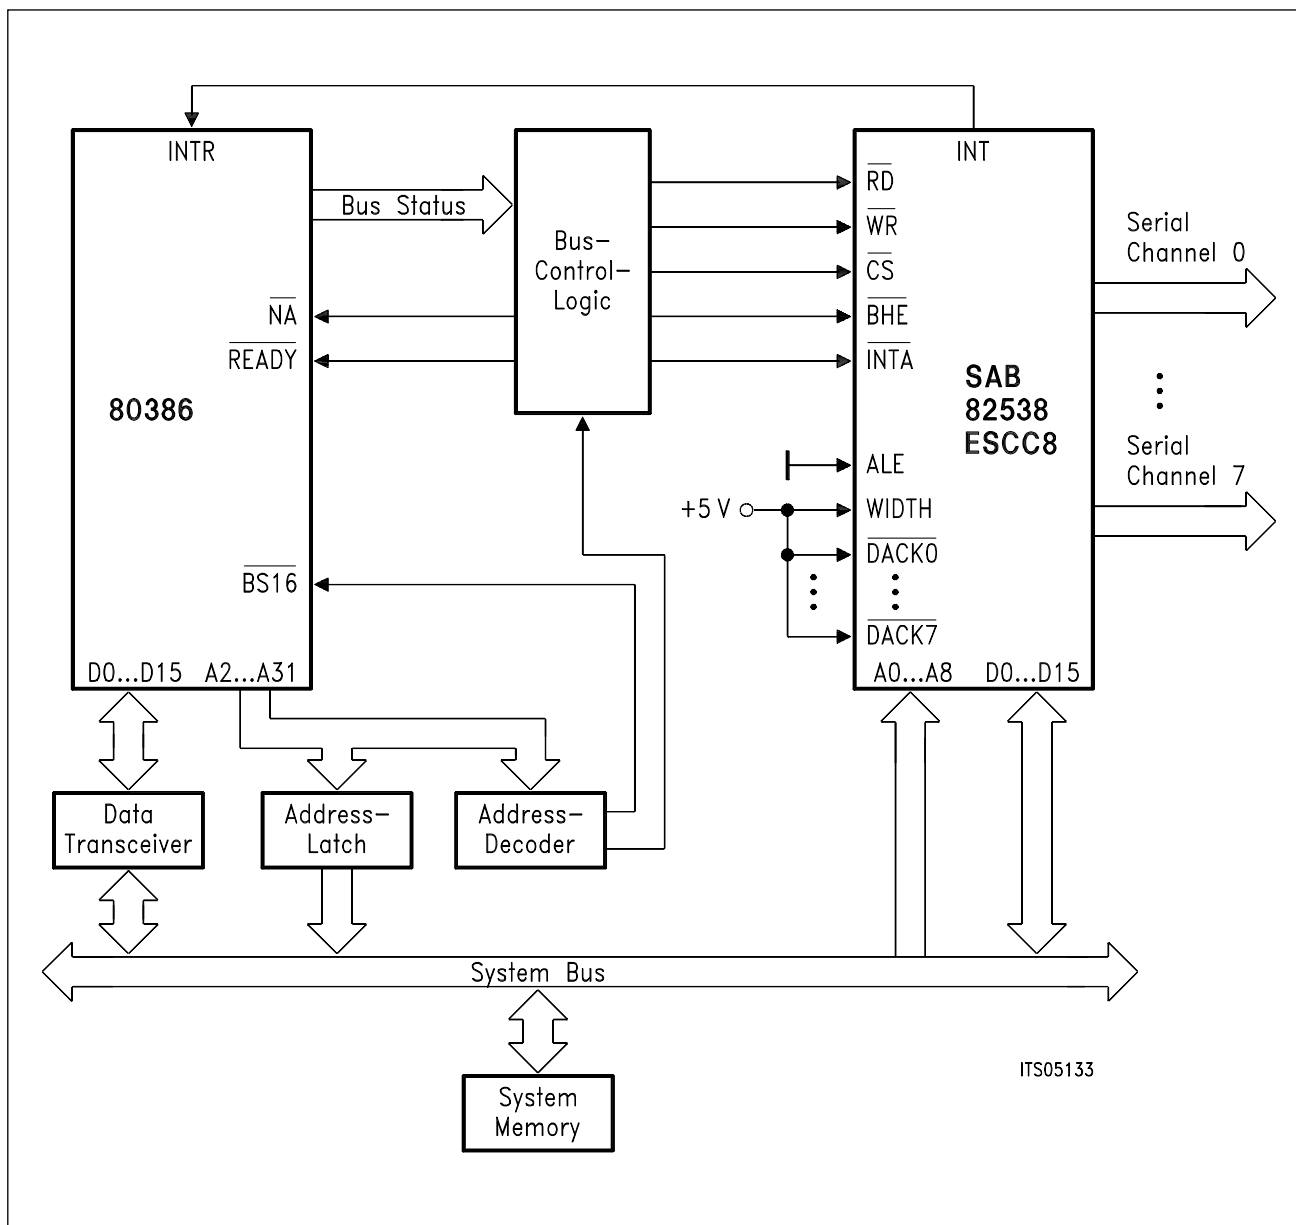 INTR
INT
Bus Status
RD
WR
CS
BHE
INTA
Bus-
Control-
Logic
NA
READY
80386
SAB
82538
ESCC8
Serial
Channel 0
Serial
Channel 7
ALE
+5 V
WIDTH
DACK0
DACK7
BS16
D0...D15
A2...A31
A0...A8
D0...D15
Data
Transceiver
Address-
Latch
Address-
Decoder
System Bus
System
Memory
ITS05133